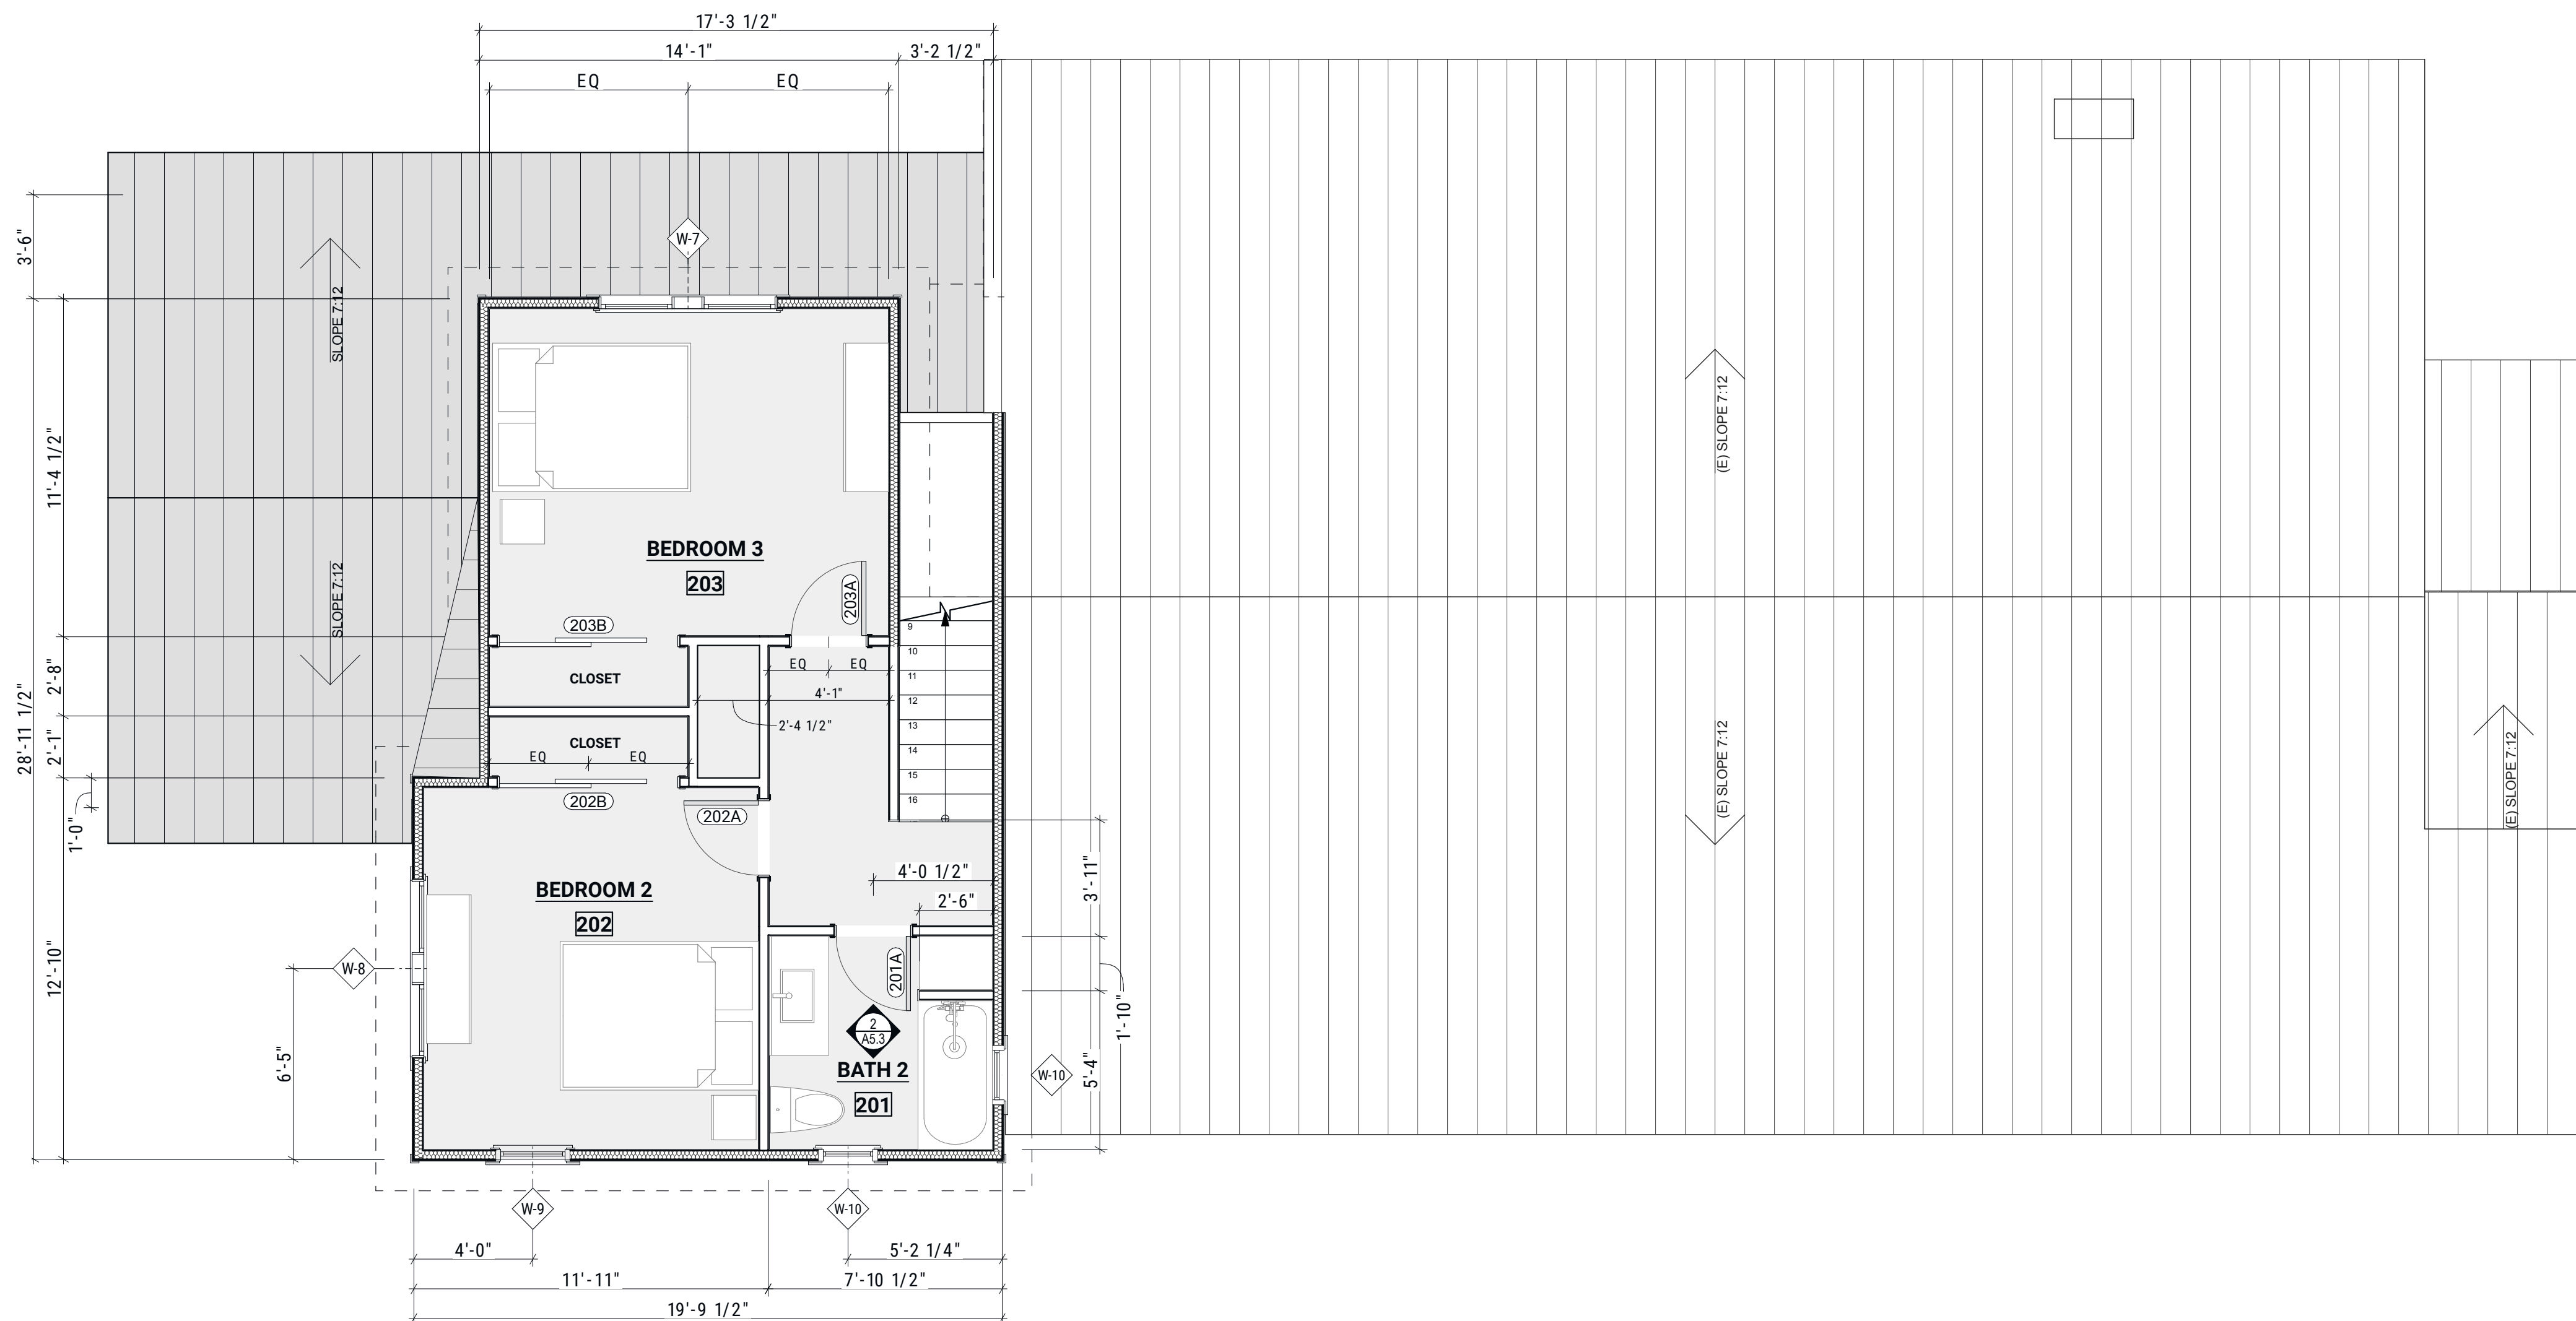 17'-3 1/2"
14'-1"
3'-2 1/2"
EQ
EQ
3'-6"
W-7
SLOPE 7:12
11'-4 1/2"
(E) SLOPE 7:12
BEDROOM 3
203
203A
203B
SLOPE 7:12
9
10
11
12
13
14
15
16
EQ
EQ
CLOSET
4'-1"
2'-4 1/2"
2'-8"
28'-11 1/2"
2'-1"
CLOSET
EQ
EQ
(E) SLOPE 7:12
(E) SLOPE 7:12
202B
202A
1'-0"
4'-0 1/2"
3'-11"
BEDROOM 2
202
2'-6"
12'-10"
W-8
201A
1'-10"
2
A5.3
6'-5"
BATH 2
201
W-10
5'-4"
W-9
W-10
4'-0"
5'-2 1/4"
11'-11"
7'-10 1/2"
19'-9 1/2"